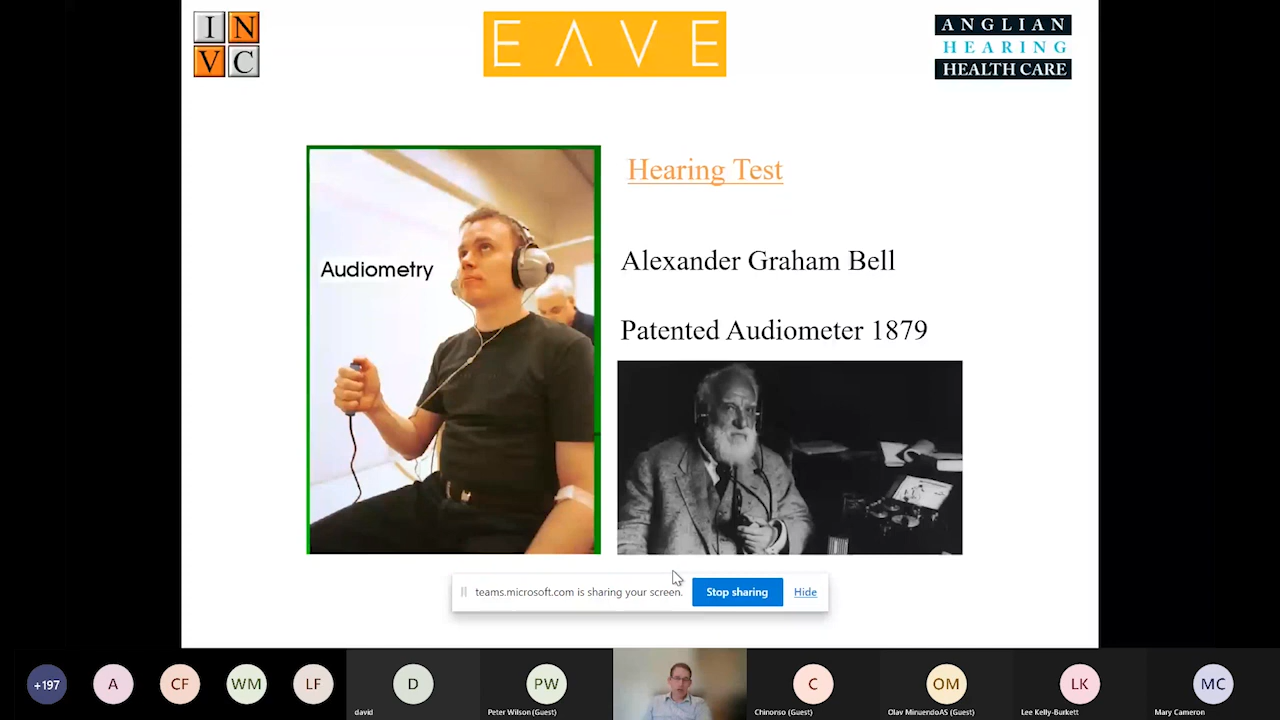 I N
V C
EAVE
ANGLIAN
HEARING
HEALTH CARE
Hearing Test
Audiometry
Alexander Graham Bell
Patented Audiometer 1879
teams.microsoft.com is sharing your screen.
Stop sharing
Hide
+197
A
CF
WM
LF
D
PW
C
OM
LK
MC
david
Peter Wilson (Guest)
Chinonso (Guest)
Olav MinuendoAS (Guest)
Lee Kelly-Burkett
Mary Cameron